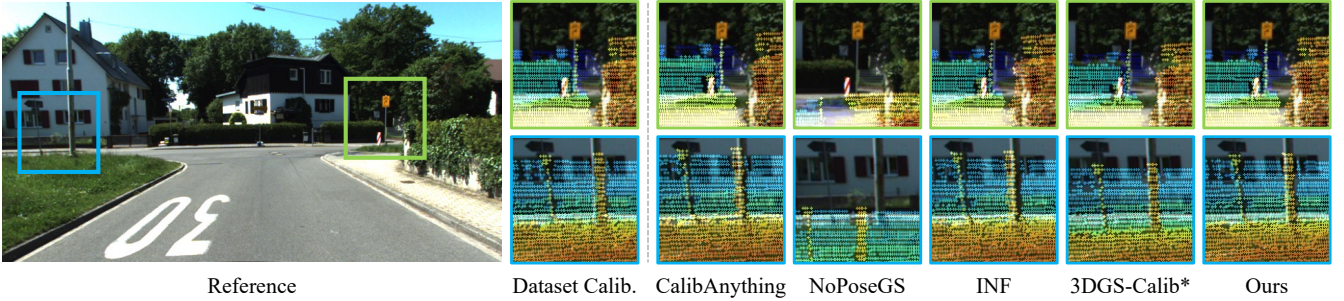 30
Reference
Dataset Calib.
CalibAnything
NoPoseGS
INF
3DGS-Calib*
Ours